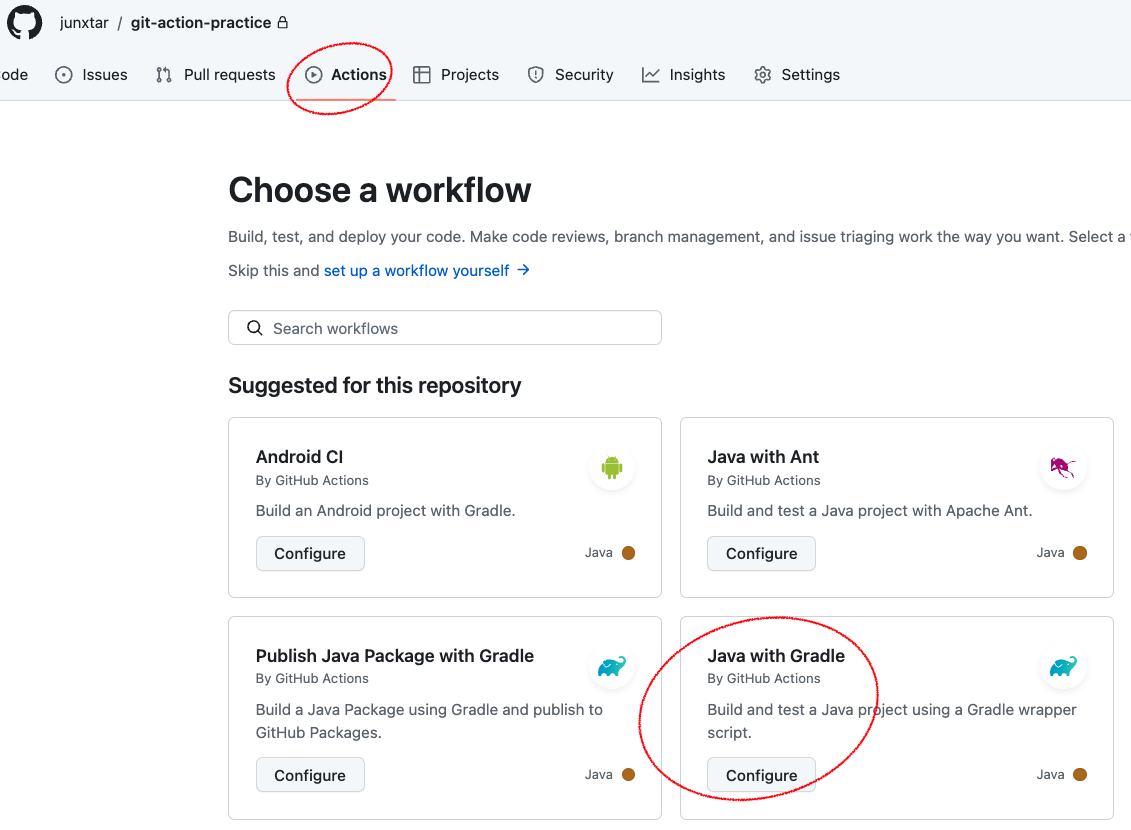 junxtar / git-action-practice
ode Issues Pull requests Actions Projects Security Insights Settings
Choose a workflow
Build, test, and deploy your code. Make code reviews, branch management, and issue triaging work the way you want. Select a
Skip this and set up a workflow yourself →
Search workflows
Suggested for this repository
Android CI
By GitHub Actions
Build an Android project with Gradle.
Configure
Java
Java with Ant
By GitHub Actions
Build and test a Java project with Apache Ant.
Configure
Java
Publish Java Package with Gradle
By GitHub Actions
Build a Java Package using Gradle and publish to
GitHub Packages.
Configure
Java
Java with Gradle
By GitHub Actions
Build and test a Java project using a Gradle wrapper
script.
Configure
Java